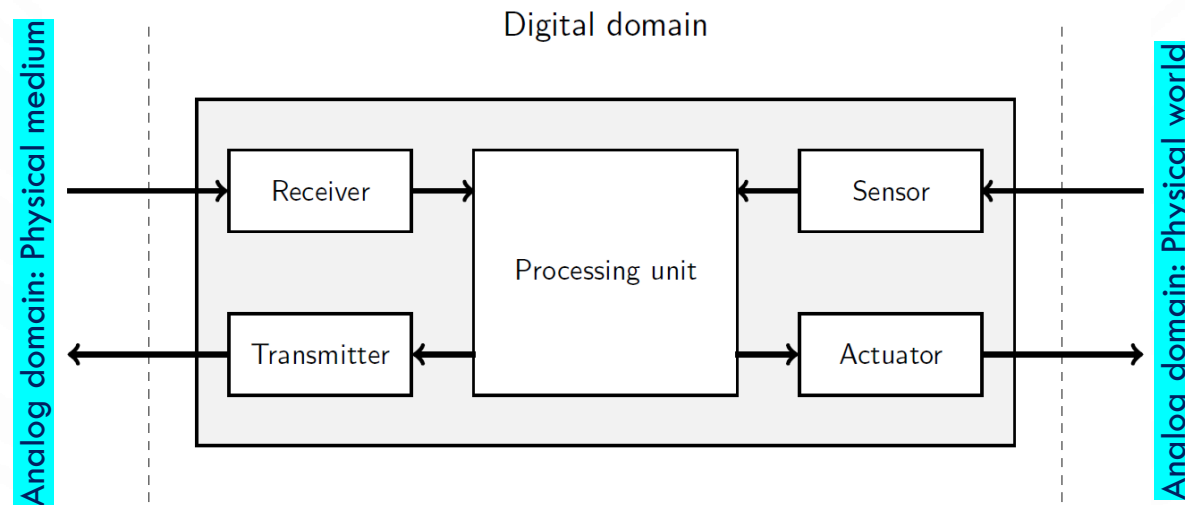 Digital domain
Analog domain: Physical medium
Receiver
Processing unit
Sensor
Transmitter
Actuator
Analog domain: Physical world